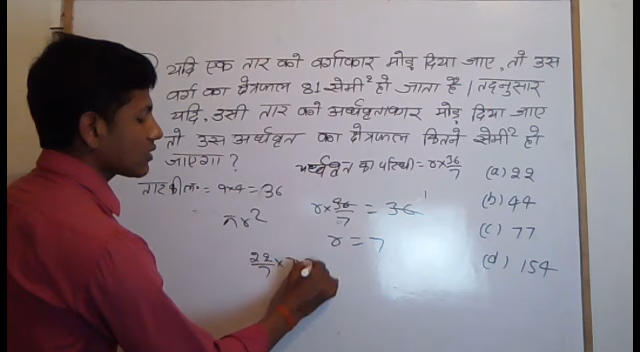 यदि एक तार को वर्गाकार मोड़ दिया जाए, तो उस
वर्ग का क्षेत्रफल 81 सेमी² हो जाता है। तद्नुसार
यदि, उसी तार को अर्धवृत्ताकार मोड़ दिया जाए
तो उस अर्धवृत का क्षेत्रफल कितने सेमी² हो
जाएगा?
अर्धवृत का परिधी = r × 36/7
(a) 22
तार की ल. = 9×4 = 36
r × 36/7 = 36
(b) 44
πr²
r = 7
(c) 77
22/7 × 7
(d) 154